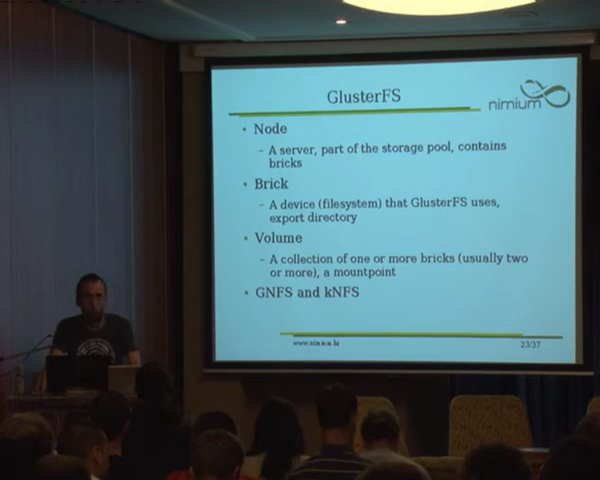 GlusterFS
nimium
• Node
– A server, part of the storage pool, contains
bricks
• Brick
– A device (filesystem) that GlusterFS uses,
export directory
• Volume
– A collection of one or more bricks (usually two
or more), a mountpoint
• GNFS and kNFS
23/37